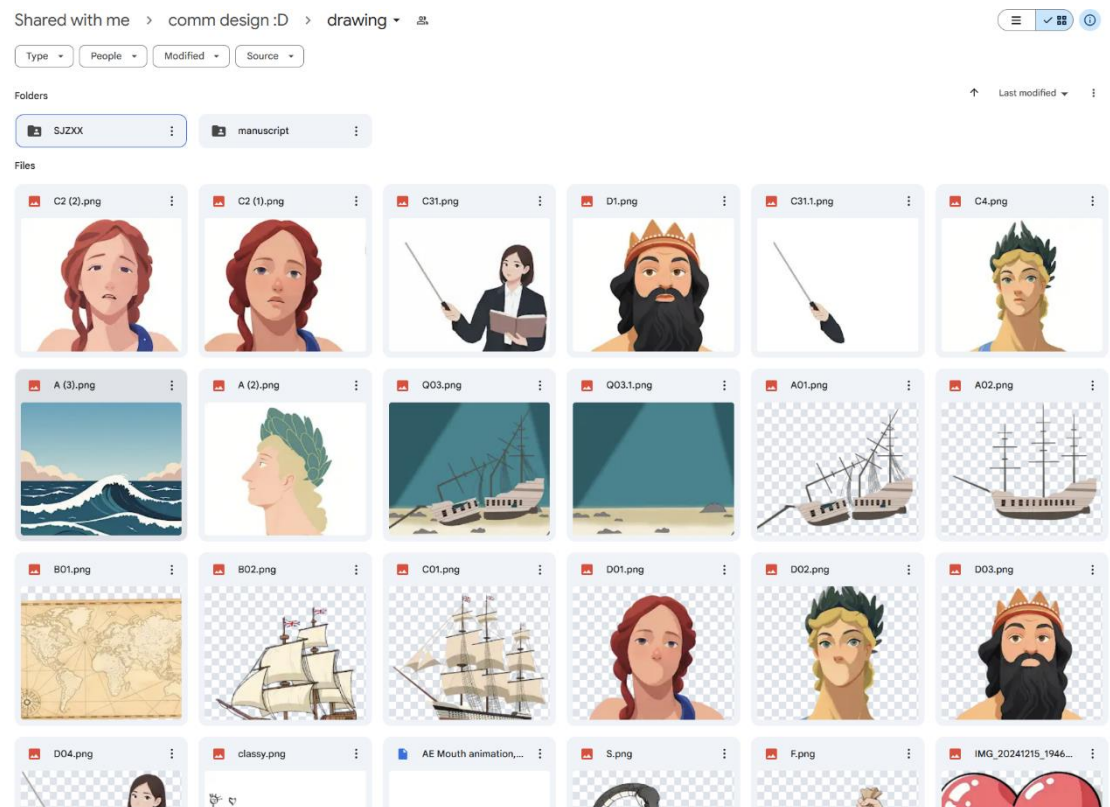 Shared with me > comm design :D > drawing
Type People Modified Source
Folders
Last modified
SJZXX manuscript
Files
C2 (2).png C2 (1).png C31.png D1.png C31.1.png C4.png
A (3).png A (2).png Q03.png Q03.1.png A01.png A02.png
B01.png B02.png C01.png D01.png D02.png D03.png
D04.png classy.png AE Mouth animation,... S.png F.png IMG_20241215_1946...